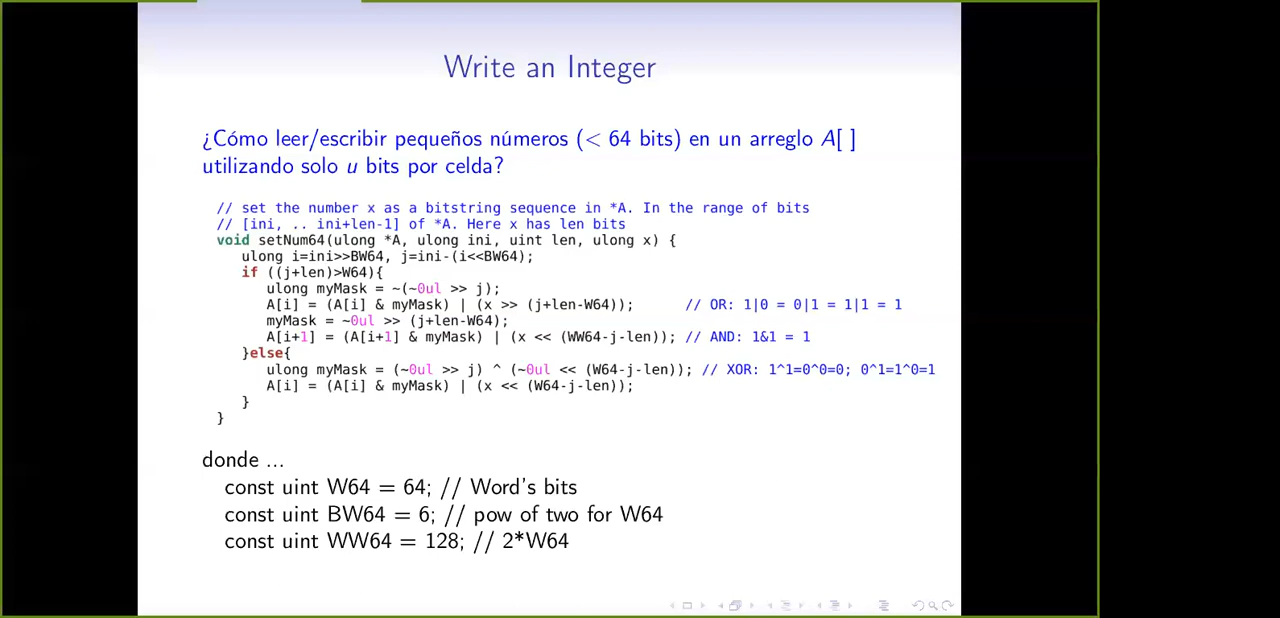 Write an Integer
¿Cómo leer/escribir pequeños números (< 64 bits) en un arreglo A[ ]
utilizando solo u bits por celda?
// set the number x as a bitstring sequence in *A. In the range of bits
// [ini, .. ini+len-1] of *A. Here x has len bits
void setNum64(ulong *A, ulong ini, uint len, ulong x) {
ulong i=ini>>BW64, j=ini-(i<<BW64);
if ((j+len)>W64){
ulong myMask = ~(~0ul >> j);
A[i] = (A[i] & myMask) | (x >> (j+len-W64)); // OR: 1|0 = 0|1 = 1|1 = 1
myMask = ~0ul >> (j+len-W64);
A[i+1] = (A[i+1] & myMask) | (x << (WW64-j-len)); // AND: 1&1 = 1
}else{
ulong myMask = (~0ul >> j) ^ (~0ul << (W64-j-len)); // XOR: 1^1=0^0=0; 0^1=1^0=1
A[i] = (A[i] & myMask) | (x << (W64-j-len));
}
}
donde ...
const uint W64 = 64; // Word's bits
const uint BW64 = 6; // pow of two for W64
const uint WW64 = 128; // 2*W64